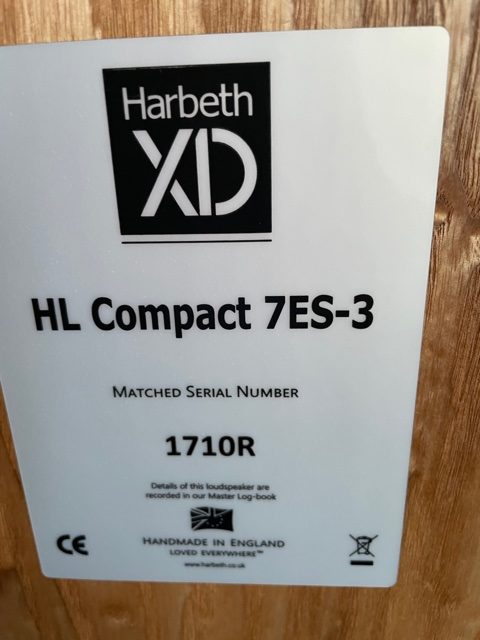 Harbeth
XD
HL Compact 7ES-3
MATCHED SERIAL NUMBER
1710R
Details of this loudspeaker are
recorded in our Master Log-book
HANDMADE IN ENGLAND
LOVED EVERYWHERE™
www.harbeth.co.uk
CE